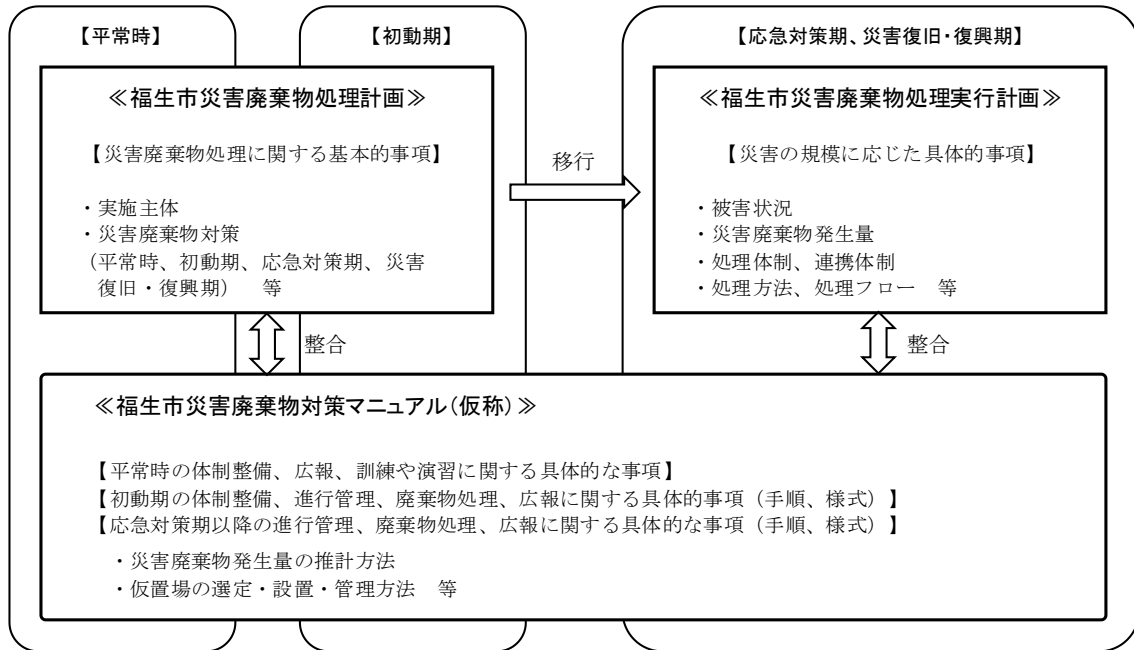 【平常時】
【初動期】
【応急対策期、災害復旧・復興期】
≪福生市災害廃棄物処理計画≫
【災害廃棄物処理に関する基本的事項】
・実施主体
・災害廃棄物対策
(平常時、初動期、応急対策期、災害
復旧・復興期)　等
移行
≪福生市災害廃棄物処理実行計画≫
【災害の規模に応じた具体的事項】
・被害状況
・災害廃棄物発生量
・処理体制、連携体制
・処理方法、処理フロー　等
整合
整合
≪福生市災害廃棄物対策マニュアル(仮称)≫
【平常時の体制整備、広報、訓練や演習に関する具体的な事項】
【初動期の体制整備、進行管理、廃棄物処理、広報に関する具体的事項(手順、様式)】
【応急対策期以降の進行管理、廃棄物処理、広報に関する具体的な事項(手順、様式)】
・災害廃棄物発生量の推計方法
・仮置場の選定・設置・管理方法　等